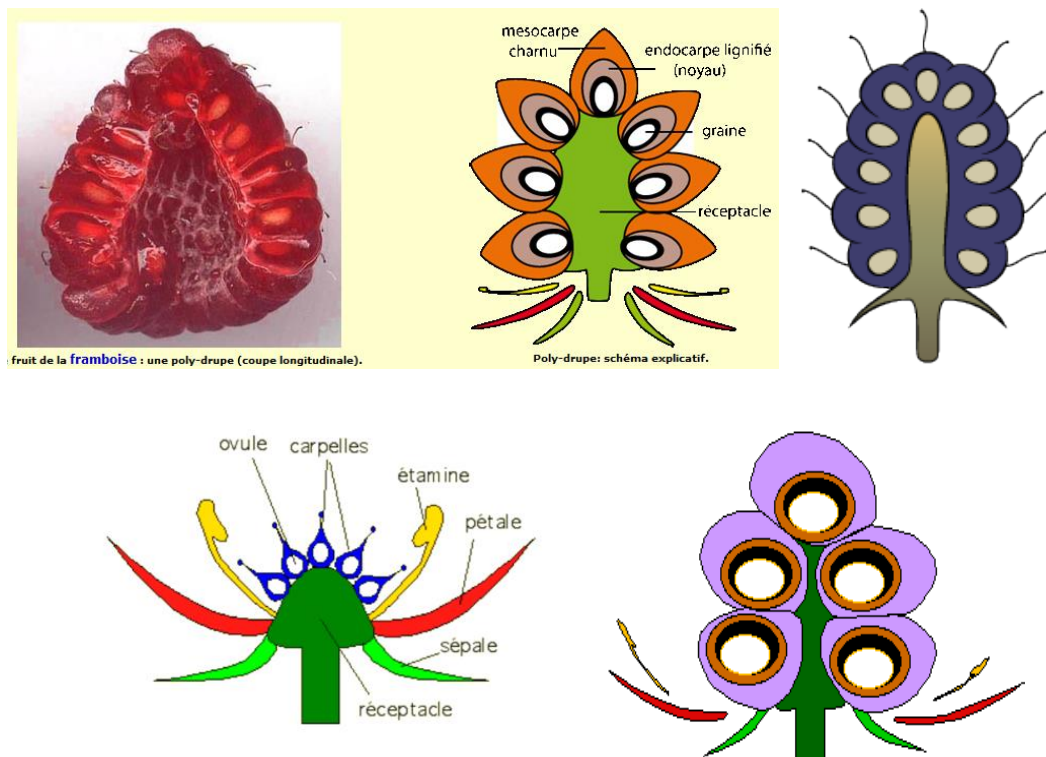 mesocarpe
charnu
endocarpe lignifié
(noyau)
graine
réceptacle
fruit de la framboise : une poly-drupe (coupe longitudinale).
Poly-drupe: schéma explicatif.
ovule
carpelles
étamine
pétale
sépale
réceptacle